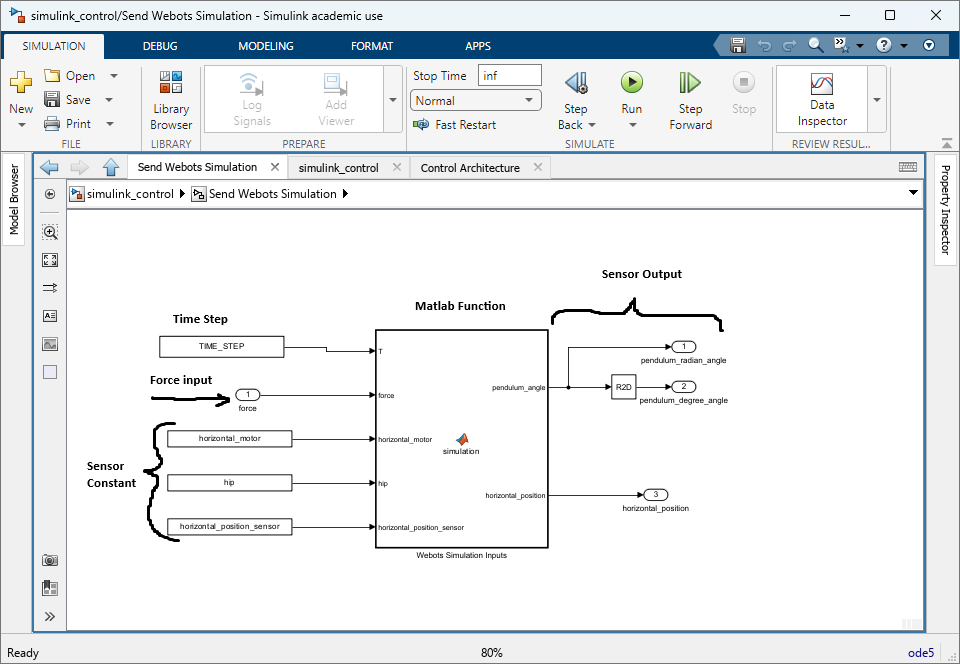 simulink_control/Send Webots Simulation - Simulink academic use
SIMULATION DEBUG MODELING FORMAT APPS
New
Open
Save
Print
FILE
Library
Browser
LIBRARY
Log
Signals
Add
Viewer
PREPARE
Stop Time inf
Normal
Fast Restart
Step
Back
Run
Step
Forward
Stop
SIMULATE
Data
Inspector
REVIEW RESUL...
Model Browser
Property Inspector
Send Webots Simulation simulink_control Control Architecture
simulink_control Send Webots Simulation
Sensor Output
Matlab Function
Time Step
TIME_STEP
T
1
pendulum_radian_angle
Force input
1
force
force
pendulum_angle
R2D
2
pendulum_degree_angle
Sensor
Constant
horizontal_motor
horizontal_motor
simulation
hip
hip
horizontal_position
3
horizontal_position
horizontal_position_sensor
horizontal_position_sensor
Webots Simulation Inputs
Ready 80% ode5